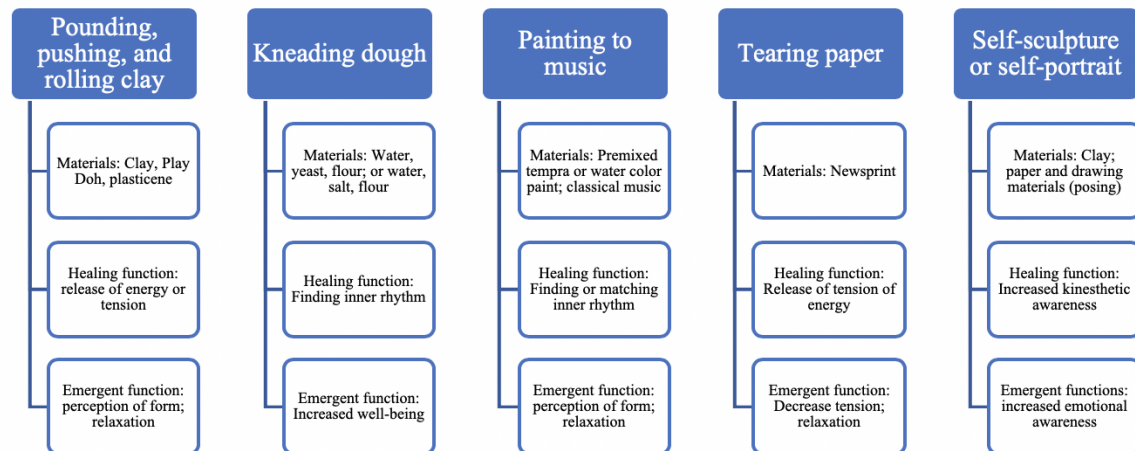 Pounding,
pushing, and
rolling clay
Materials: Clay, Play
Doh, plasticene
Healing function:
release of energy or
tension
Emergent function:
perception of form;
relaxation
Kneading dough
Materials: Water,
yeast, flour; or water,
salt, flour
Healing function:
Finding inner rhythm
Emergent function:
Increased well-being
Painting to
music
Materials: Premixed
tempra or water color
paint; classical music
Healing function:
Finding or matching
inner rhythm
Emergent function:
perception of form;
relaxation
Tearing paper
Materials: Newsprint
Healing function:
Release of tension of
energy
Emergent function:
Decrease tension;
relaxation
Self-sculpture
or self-portrait
Materials: Clay;
paper and drawing
materials (posing)
Healing function:
Increased kinesthetic
awareness
Emergent functions:
increased emotional
awareness